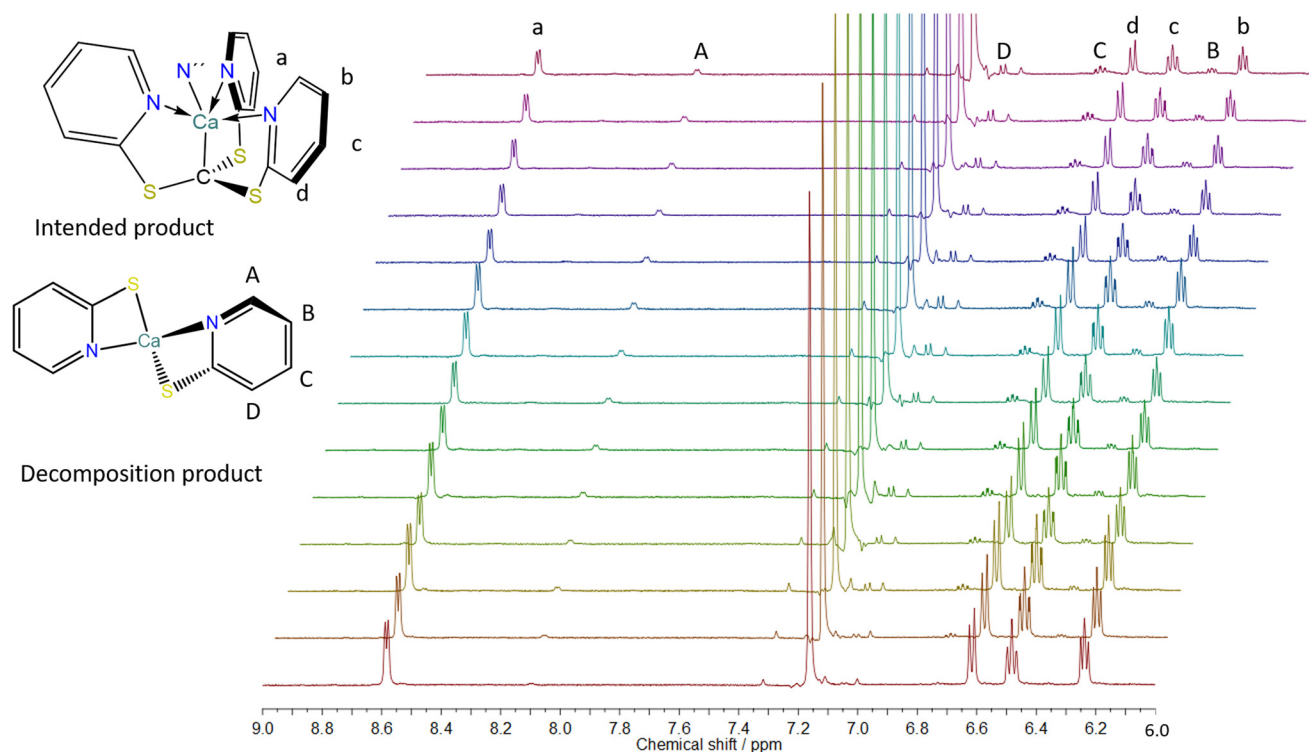 a
A
D
C
d
c
B
b
N''
N
a
b
N
N
Ca
c
S
S
C
S
d
Intended product
S
A
N
B
Ca
N
S
C
D
Decomposition product
9.0 8.8 8.6 8.4 8.2 8.0 7.8 7.6 7.4 7.2 7.0 6.8 6.6 6.4 6.2 6.0
Chemical shift / ppm